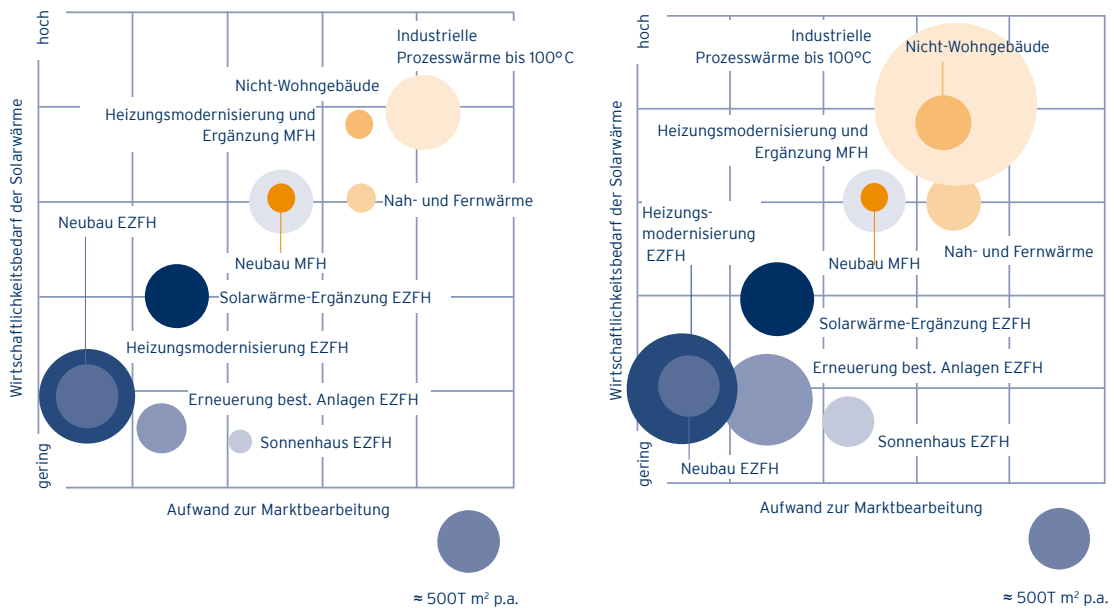 hoch
Wirtschaftlichkeitsbedarf der Solarwärme
gering
Industrielle
Prozesswärme bis 100°C
Nicht-Wohngebäude
Heizungsmodernisierung und
Ergänzung MFH
Nah- und Fernwärme
Neubau EZFH
Neubau MFH
Solarwärme-Ergänzung EZFH
Heizungsmodernisierung EZFH
Erneuerung best. Anlagen EZFH
Sonnenhaus EZFH
Aufwand zur Marktbearbeitung
≈ 500T m² p.a.
hoch
Wirtschaftlichkeitsbedarf der Solarwärme
gering
Industrielle
Prozesswärme bis 100°C
Nicht-Wohngebäude
Heizungsmodernisierung und
Ergänzung MFH
Heizungs-
modernisierung
EZFH
Nah- und Fernwärme
Neubau MFH
Solarwärme-Ergänzung EZFH
Erneuerung best. Anlagen EZFH
Sonnenhaus EZFH
Neubau EZFH
Aufwand zur Marktbearbeitung
≈ 500T m² p.a.